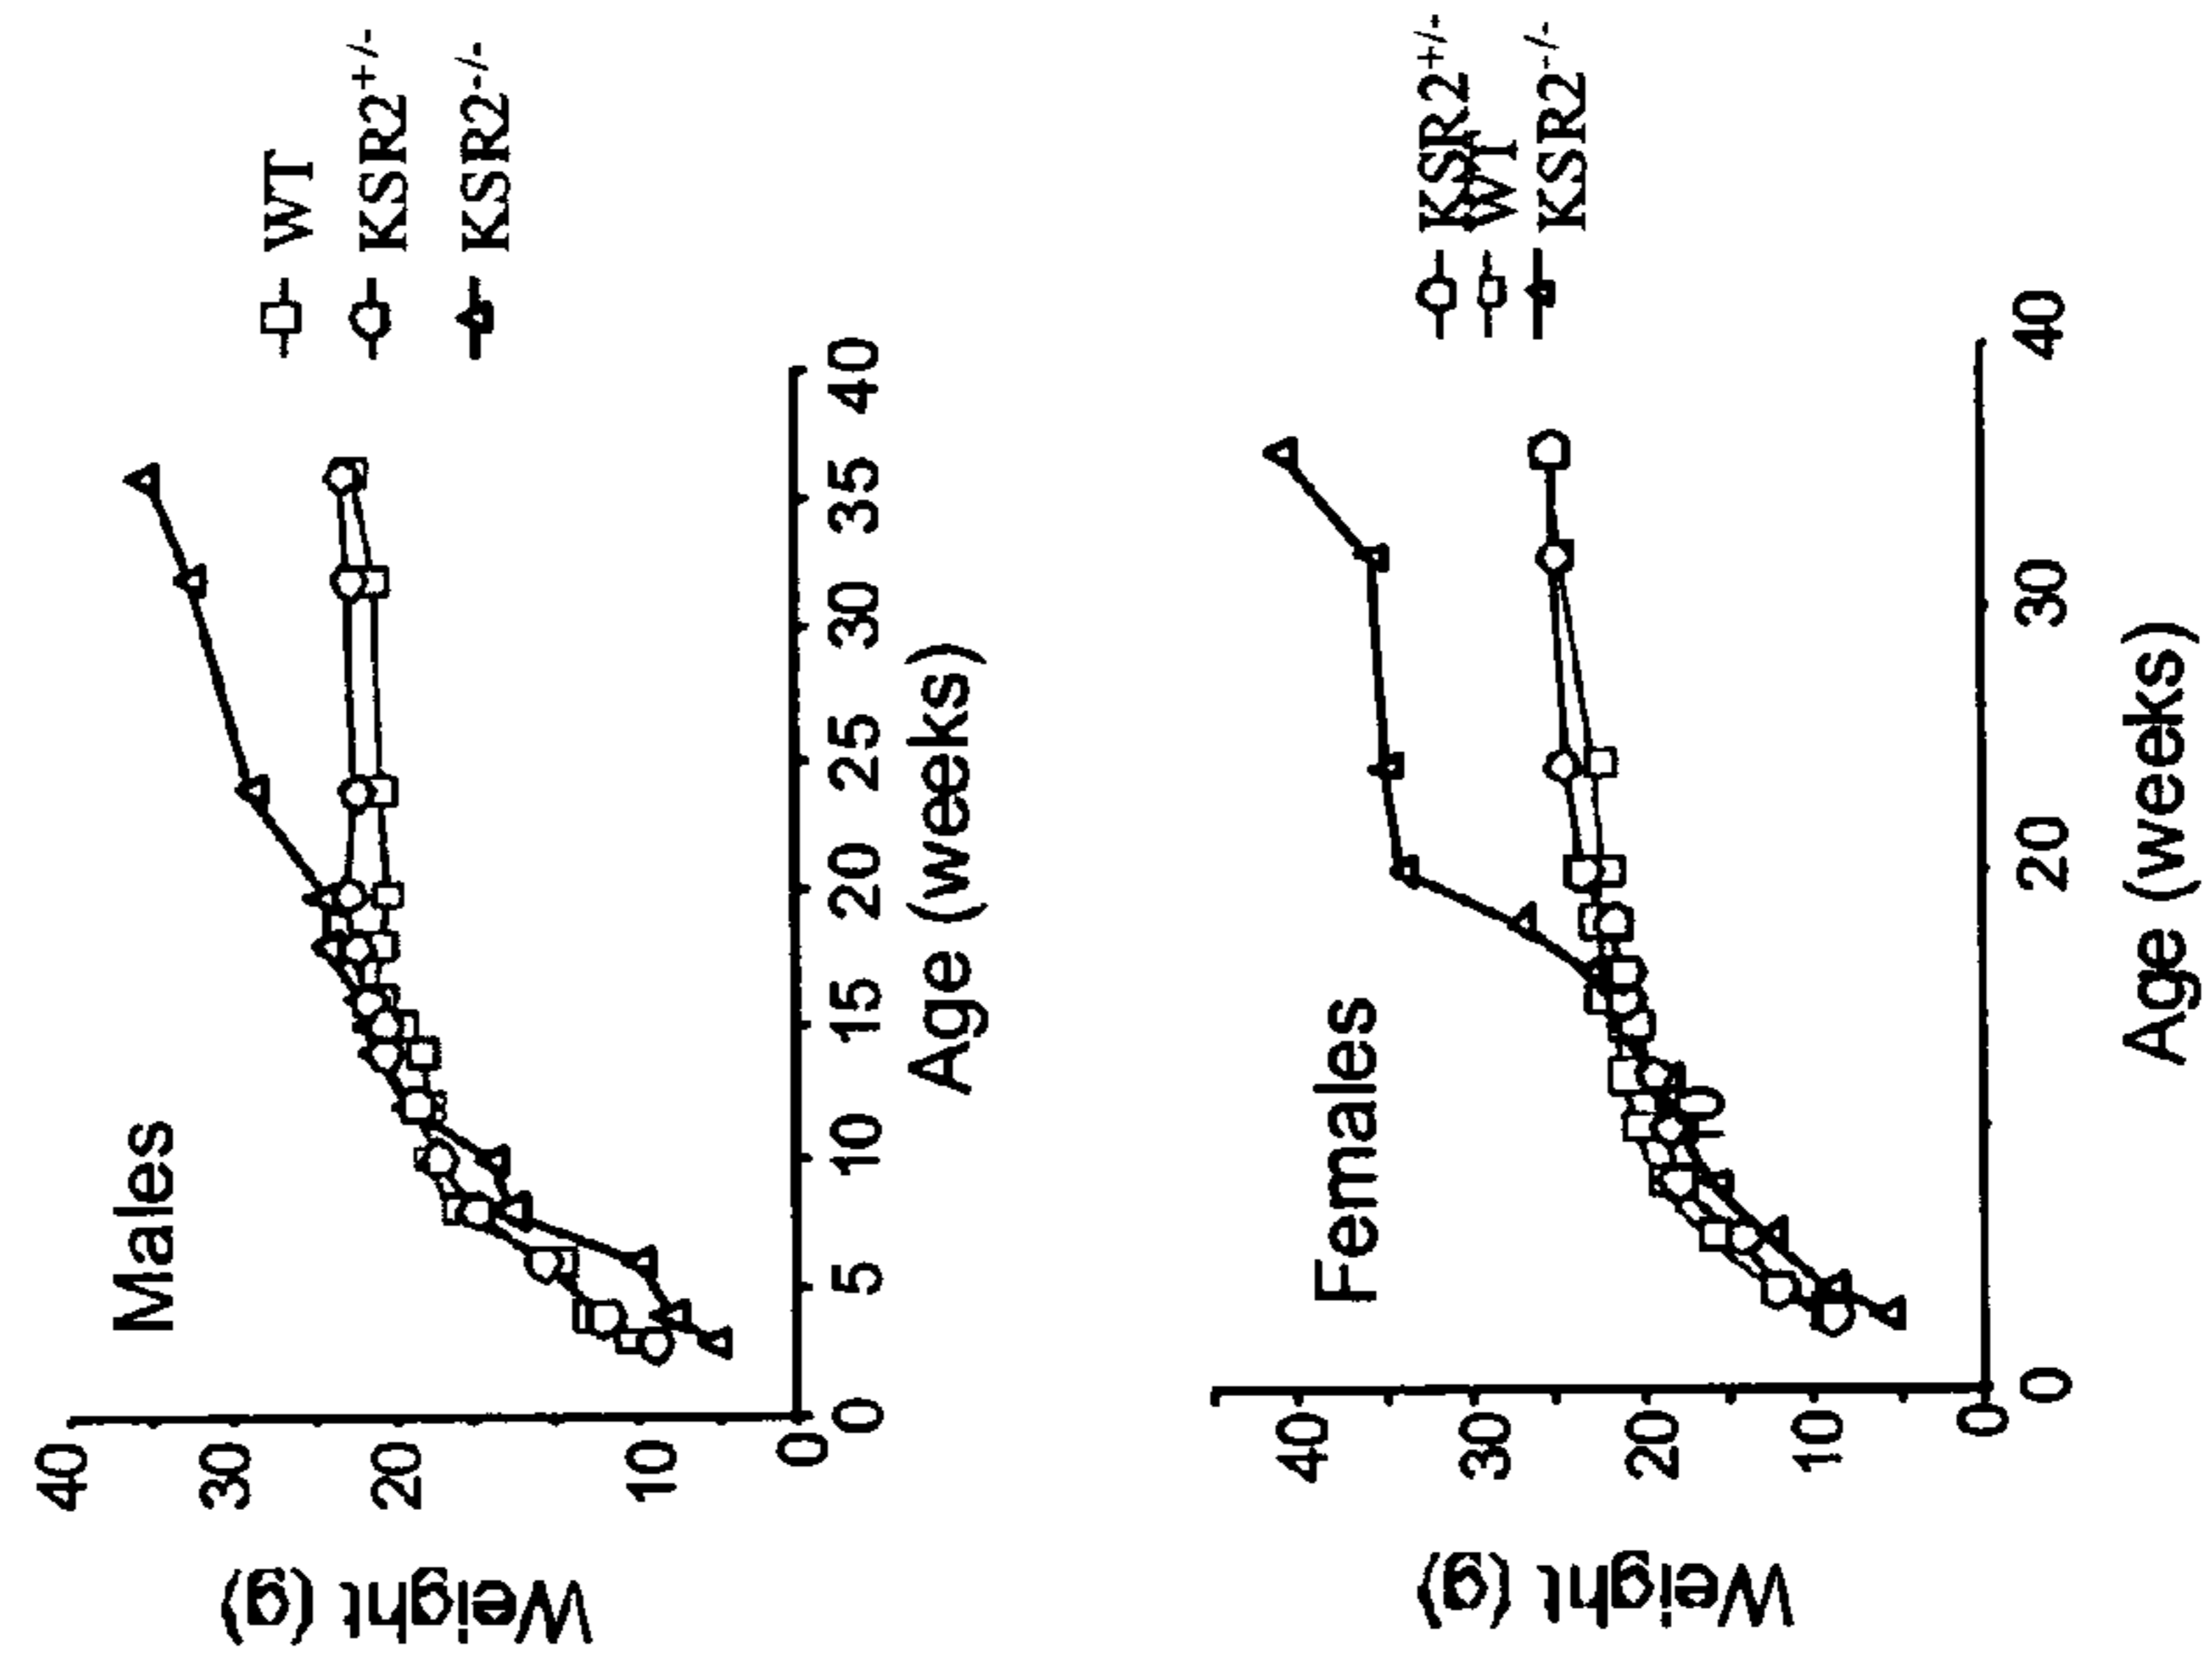 Males
WT
KSR2+/-
KSR2-/-
Weight (g)
40
30
20
10
0
0 5 10 15 20 25 30 35 40
Age (weeks)
Females
KSR2+/-
WT
KSR2-/-
Weight (g)
40
30
20
10
0
0 10 20 30 40
Age (weeks)